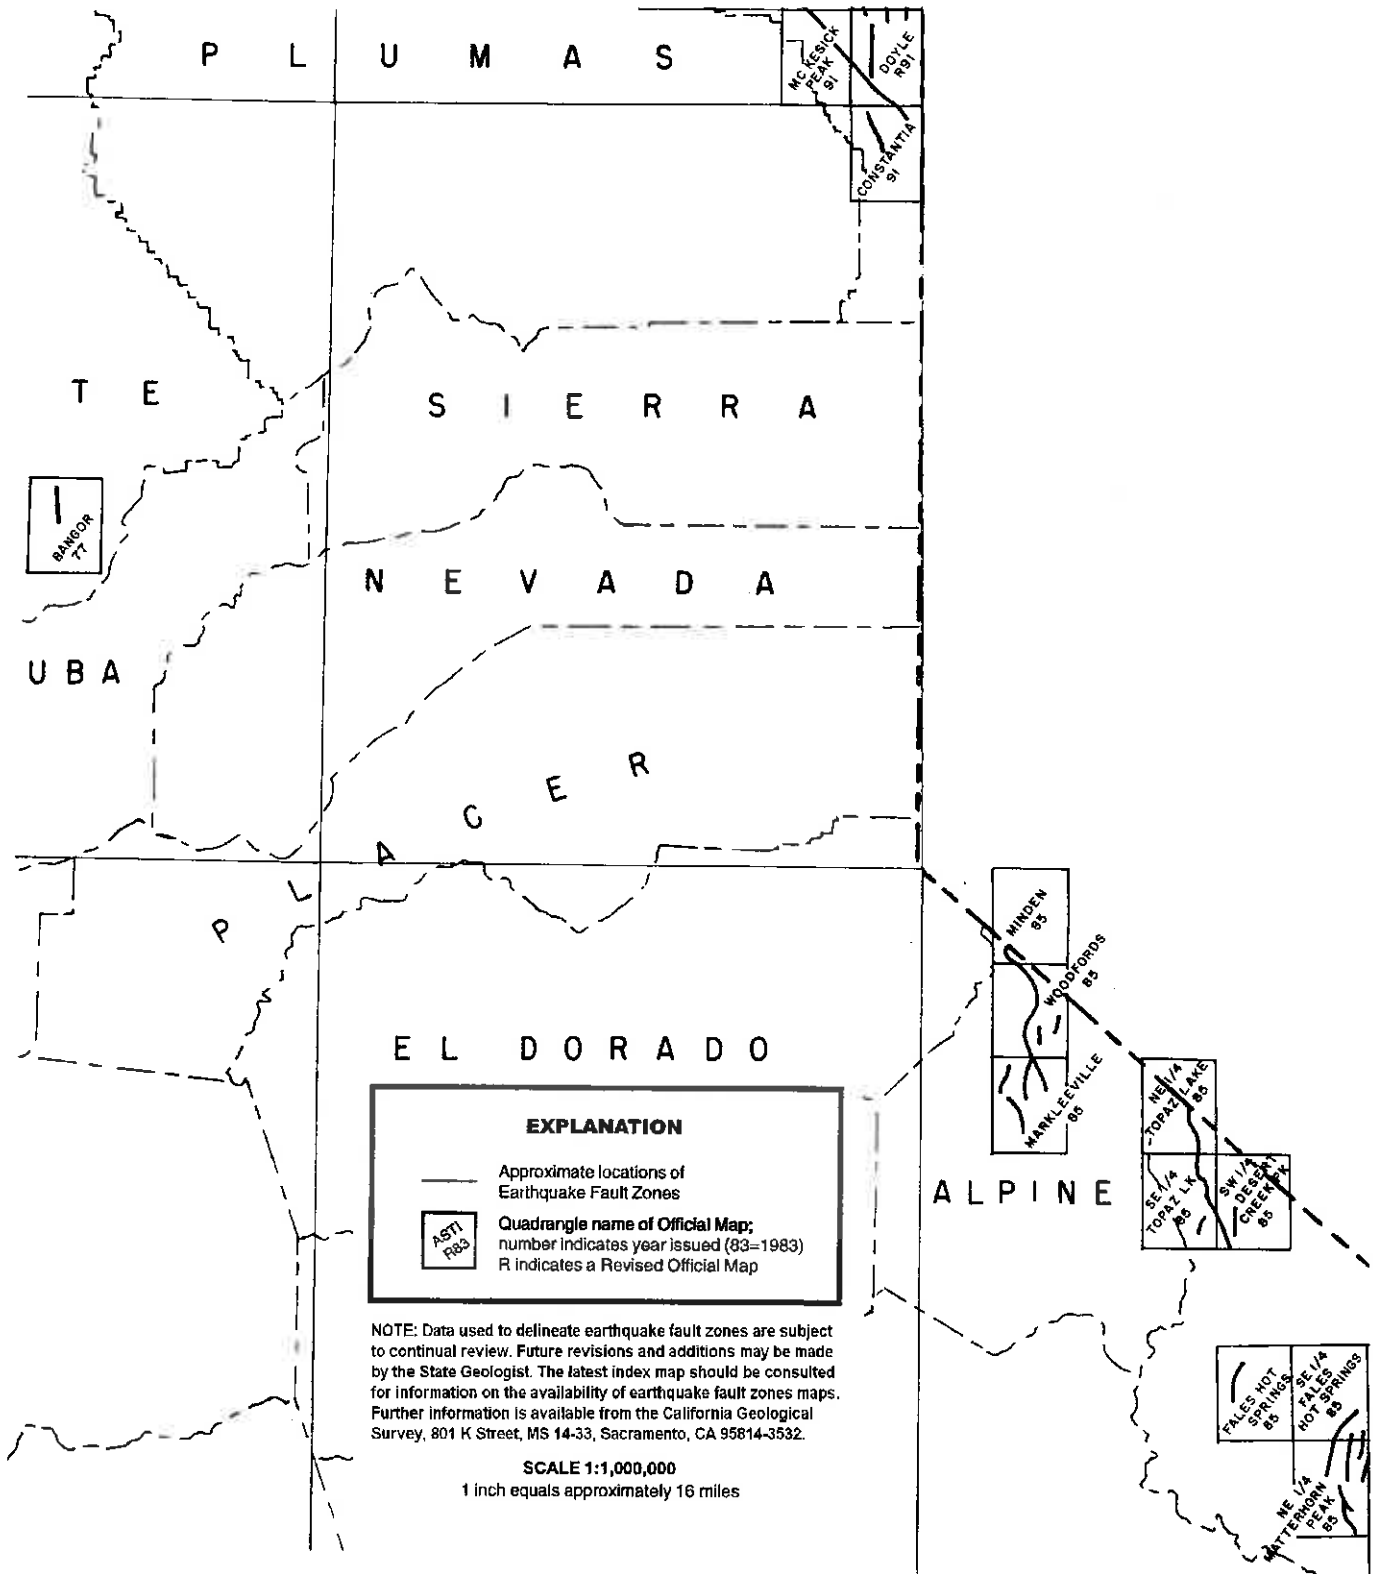 PLUMAS
MC KESICK
PEAK
91
DOYLE
R91
CONSTANTIA
91
TE
SIERRA
BANGOR
77
NEVADA
UBA
PLACER
MINDEN
85
WOODFORDS
85
MARKLEEVILLE
85
EL DORADO
NE 1/4
TOPAZ LAKE
85
SE 1/4
TOPAZ LK
85
SW 1/4
DESERT
CREEK PK
85
ALPINE
EXPLANATION
Approximate locations of
Earthquake Fault Zones
ASTI
R83
Quadrangle name of Official Map;
number indicates year issued (83=1983)
R indicates a Revised Official Map
NOTE: Data used to delineate earthquake fault zones are subject
to continual review. Future revisions and additions may be made
by the State Geologist. The latest index map should be consulted
for information on the availability of earthquake fault zones maps.
Further information is available from the California Geological
Survey, 801 K Street, MS 14-33, Sacramento, CA 95814-3532.
SCALE 1:1,000,000
1 inch equals approximately 16 miles
FALES HOT
SPRINGS
85
SE 1/4
FALES
HOT SPRINGS
85
NE 1/4
MATTERHORN
PEAK
85